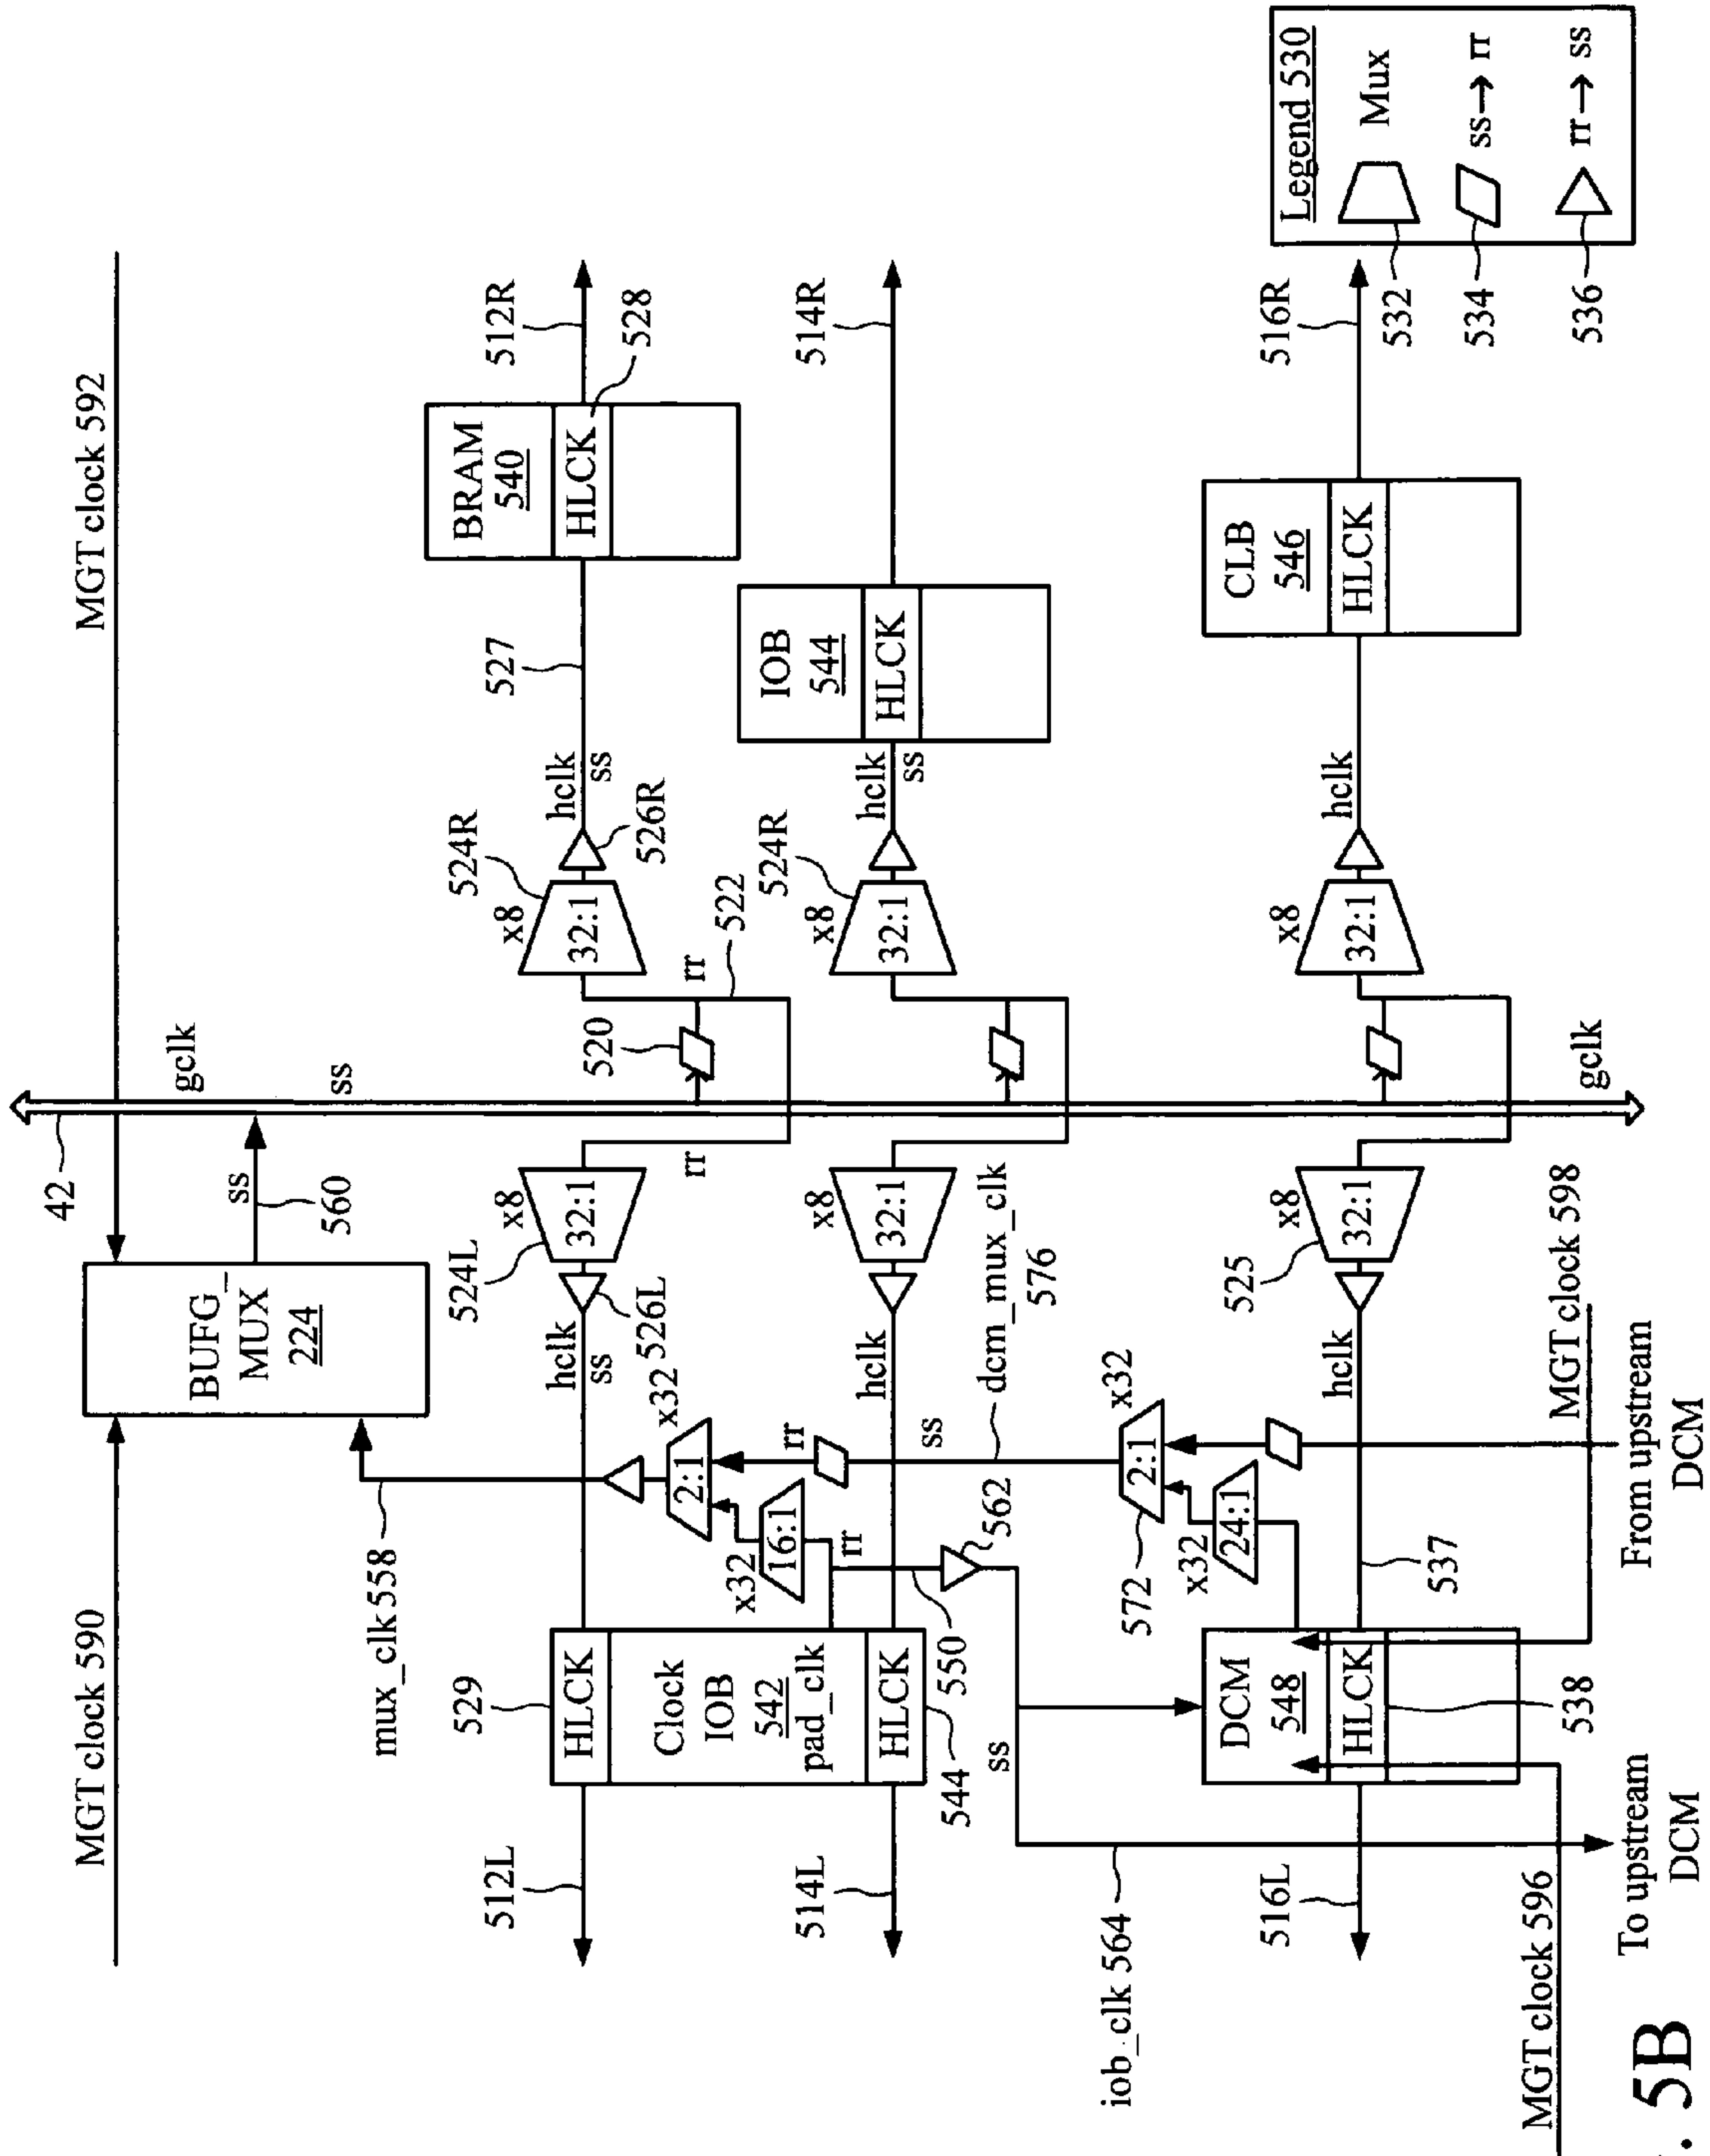 MGT clock 590
MGT clock 592
BUFG_
MUX
224
mux_clk 558
ss
560
42
gclk
ss
529
512L
HLCK
hclk
ss
526L
524L
x8
32:1
rr
520
rr
522
524R
x8
32:1
526R
hclk
ss
527
BRAM
540
HLCK
528
512R
Clock
IOB
542
pad_clk
x32
2:1
x32
16:1
rr
rr
514L
HLCK
544
550
562
hclk
x8
32:1
524R
x8
32:1
hclk
ss
IOB
544
HLCK
514R
ss
ss
dcm_mux_clk
576
iob_clk 564
572
x32
2:1
x32
24:1
516L
DCM
548
HLCK
538
537
hclk
525
x8
32:1
gclk
x8
32:1
hclk
CLB
546
HLCK
516R
MGT clock 596
MGT clock 598
To upstream
DCM
From upstream
DCM
Legend 530
Mux
532
ss→rr
534
rr→ss
536
. 5B